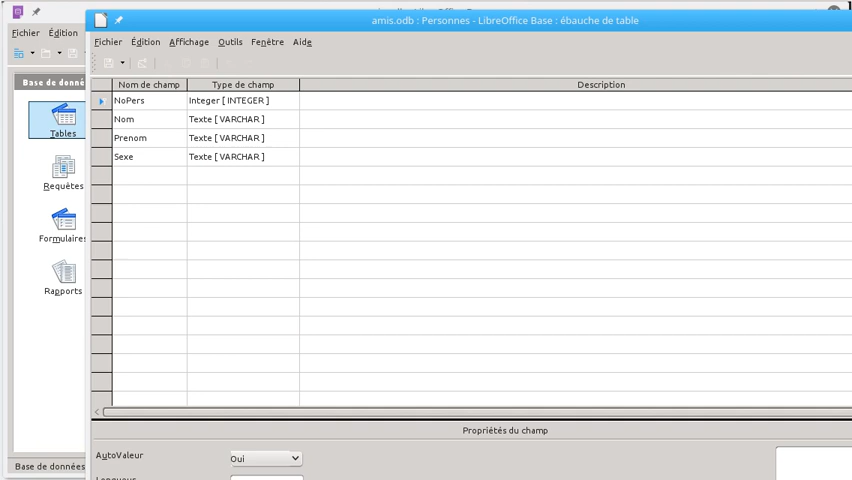 amis.odb : Personnes - LibreOffice Base : ébauche de table
Fichier Édition
Fichier Édition Affichage Outils Fenêtre Aide
Base de donné
Nom de champ Type de champ Description
NoPers Integer [ INTEGER ]
Nom Texte [ VARCHAR ]
Prenom Texte [ VARCHAR ]
Sexe Texte [ VARCHAR ]
Tables
Requêtes
Formulaires
Rapports
Propriétés du champ
AutoValeur Oui
Base de données